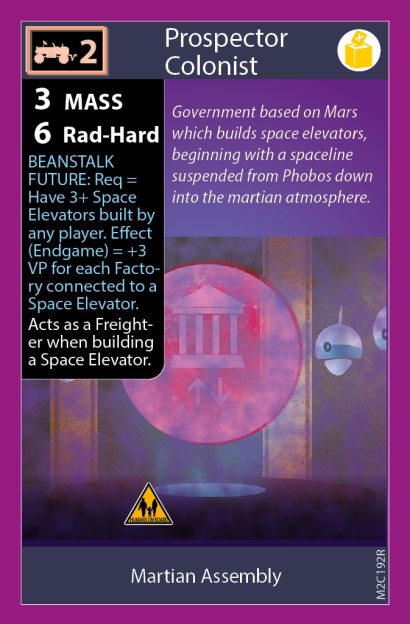 v 2
Prospector
Colonist
3 MASS
6 Rad-Hard
BEANSTALK
FUTURE: Req =
Have 3+ Space
Elevators built by
any player. Effect
(Endgame) = +3
VP for each Facto-
ry connected to a
Space Elevator.
Acts as a Freight-
er when building
a Space Elevator.
Government based on Mars
which builds space elevators,
beginning with a spaceline
suspended from Phobos down
into the martian atmosphere.
HUMANS ON BOARD
Martian Assembly
M2C192R